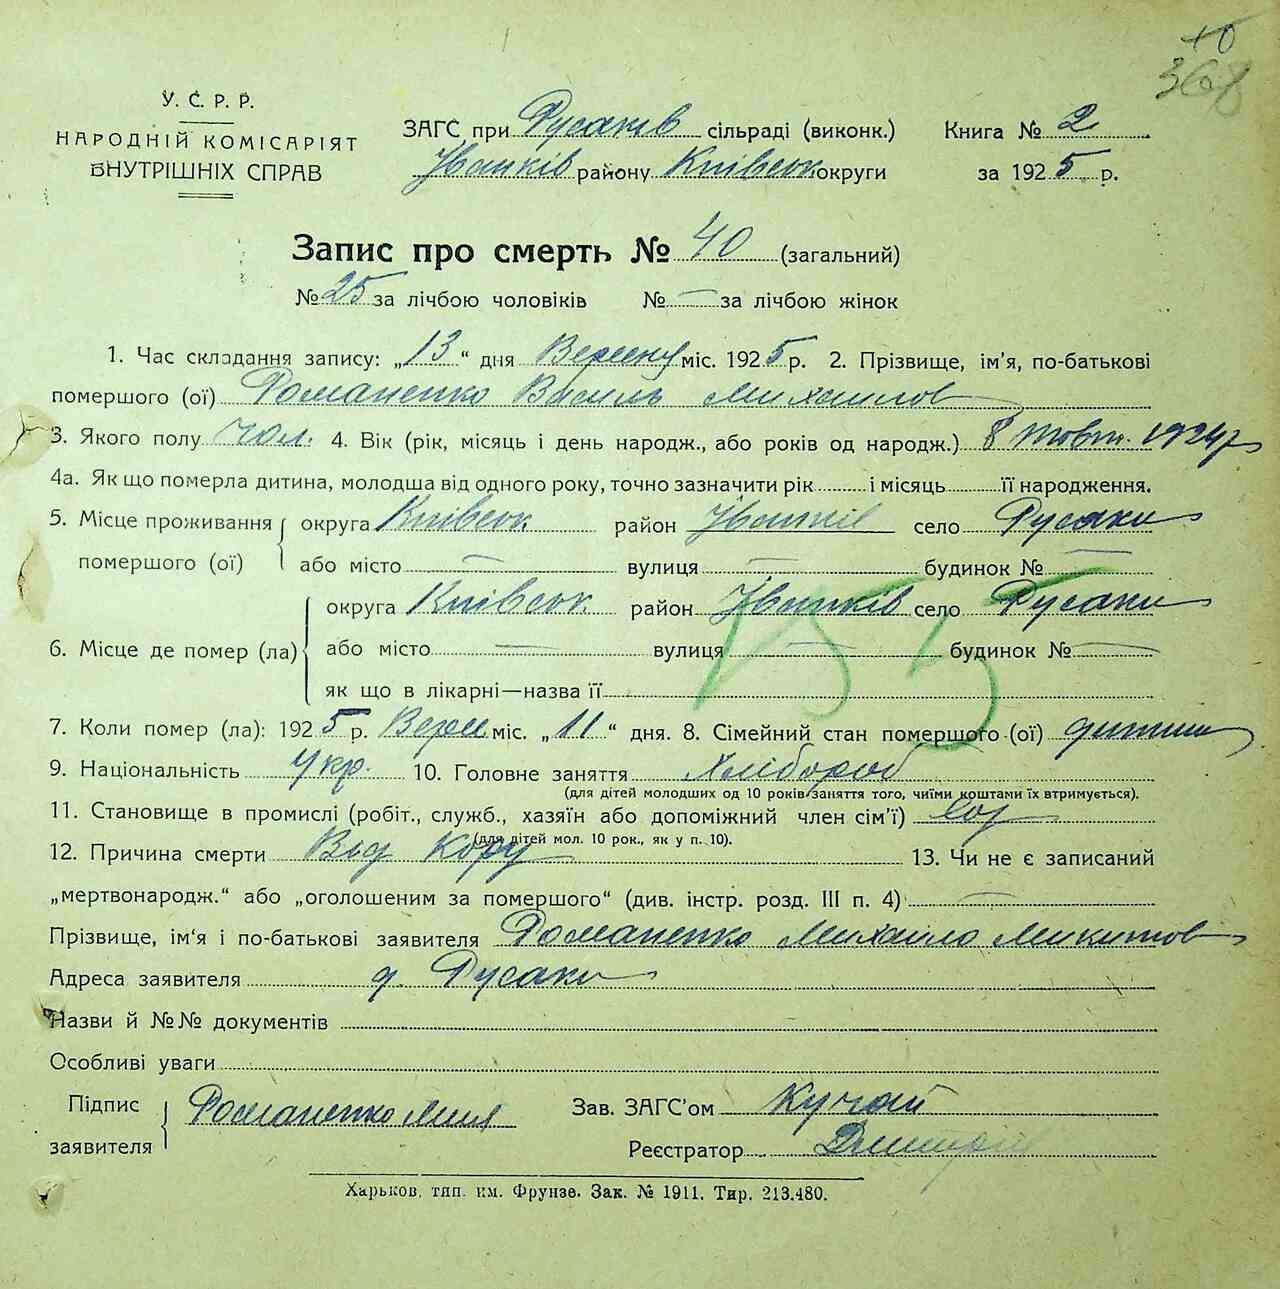 368
У. С. Р. Р.
НАРОДНІЙ КОМІСАРІЯТ
ВНУТРІШНІХ СПРАВ
ЗАГС при Русаків сільраді (виконк.) Книга № 2
Іванків району Київськ округи за 1925 р.
Запис про смерть № 40 (загальний)
№ 25 за лічбою чоловіків № — за лічбою жінок
1. Час складання запису: „13“ дня Вересну міс. 1925 р. 2. Прізвище, ім'я, по-батькові
помершого (ої) Романенко Василь Михайлов
3. Якого полу чол. 4. Вік (рік, місяць і день народж., або років од народж.) 8 жовт. 1924 р
4а. Як що померла дитина, молодша від одного року, точно зазначити рік і місяць її народження.
5. Місце проживання помершого (ої) округа Київськ район Іванків село Русаки
або місто — вулиця — будинок № —
6. Місце де помер (ла) округа Київськ район Іванків село Русаки
або місто — вулиця — будинок № —
як що в лікарні—назва її
7. Коли помер (ла): 1925 р. Верес міс. „11“ дня. 8. Сімейний стан помершого (ої) дитина
9. Національність Укр. 10. Головне заняття Хлібороб
(для дітей молодших од 10 років заняття того, чиїми коштами їх втримується).
11. Становище в промислі (робіт., служб., хазяїн або допоміжний член сім'ї) хаз
(для дітей мол. 10 рок., як у п. 10).
12. Причина смерти Від Кору 13. Чи не є записаний
„мертвонародж.“ або „оголошеним за помершого“ (див. інстр. розд. III п. 4) —
Прізвище, ім'я і по-батькові заявителя Романенко Михайло Микитов
Адреса заявителя д. Русаки
Назви й №№ документів
Особливі уваги
Підпис заявителя Романенко Зав. ЗАГС'ом Кучай
Реєстратор
Харьков, тип. им. Фрунзе. Зак. № 1911. Тир. 213.480.